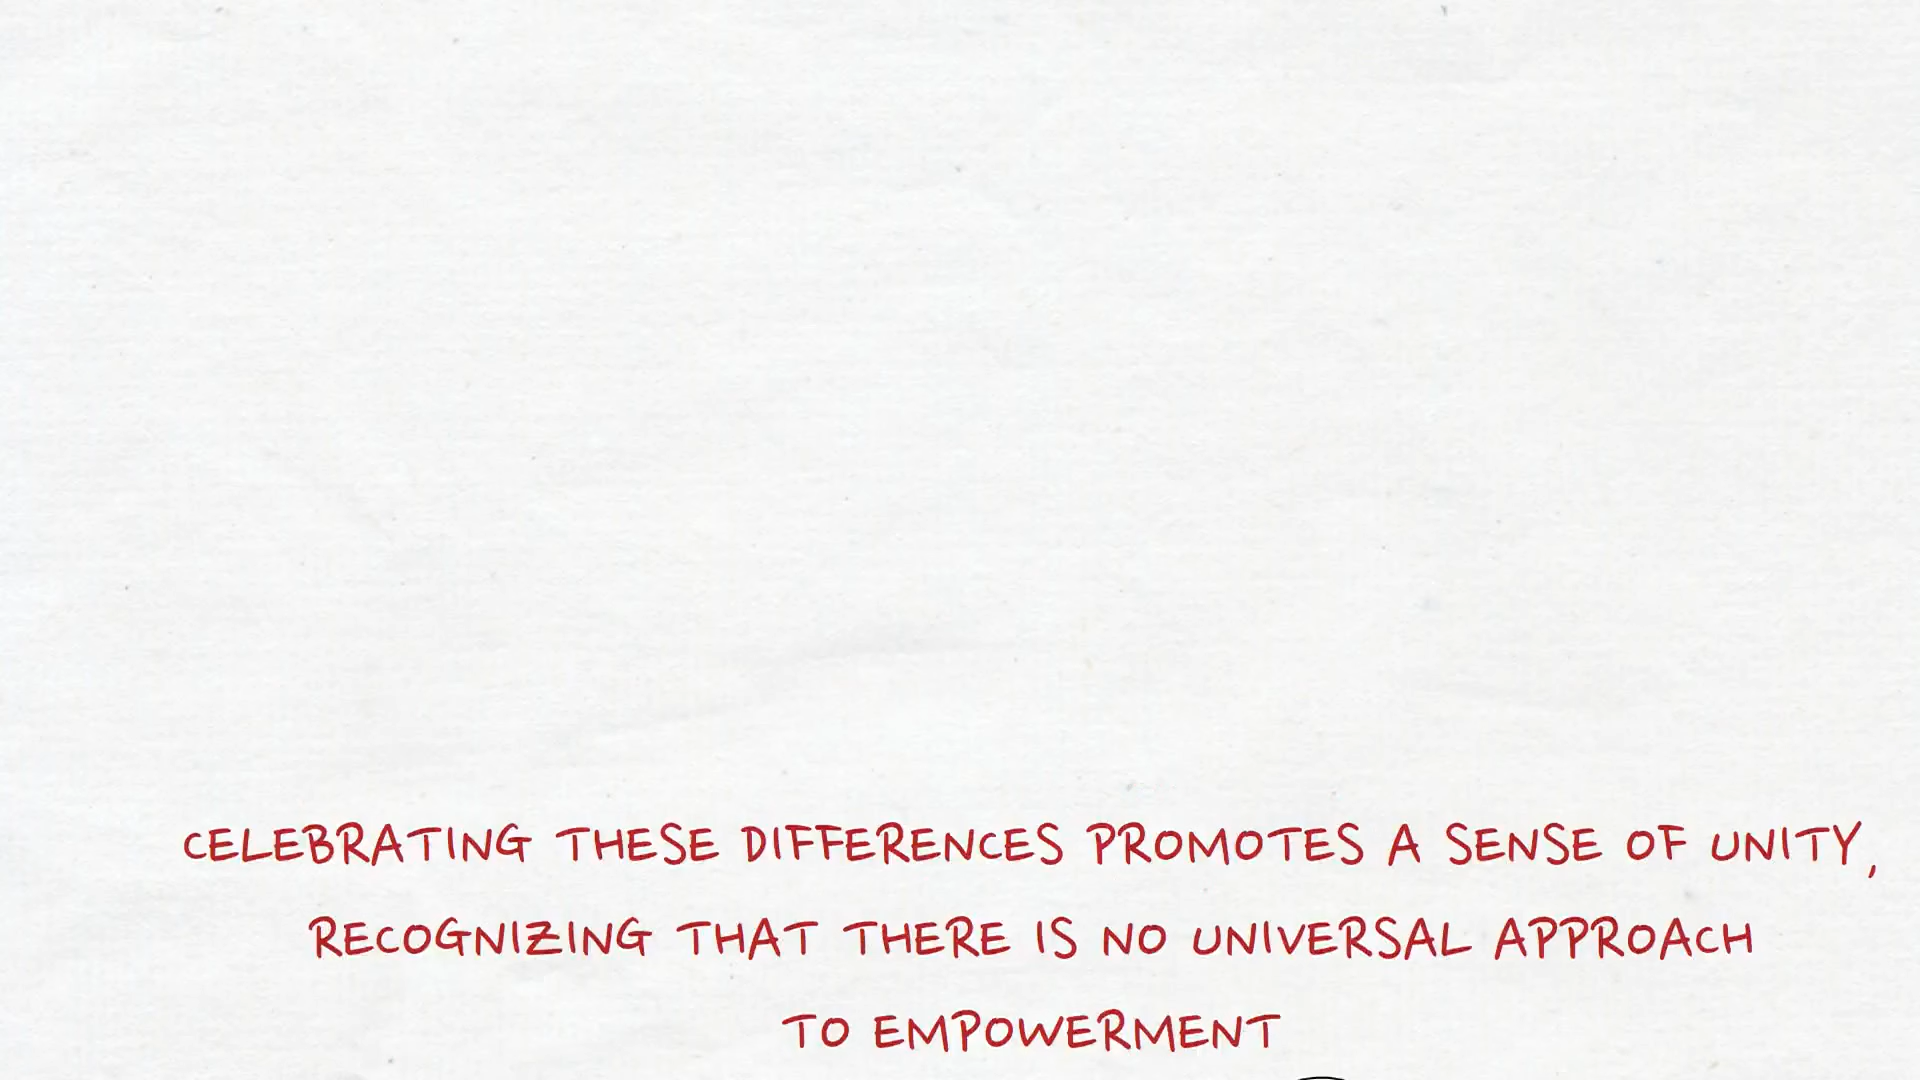 CELEBRATING THESE DIFFERENCES PROMOTES A SENSE OF UNITY,
RECOGNIZING THAT THERE IS NO UNIVERSAL APPROACH
TO EMPOWERMENT